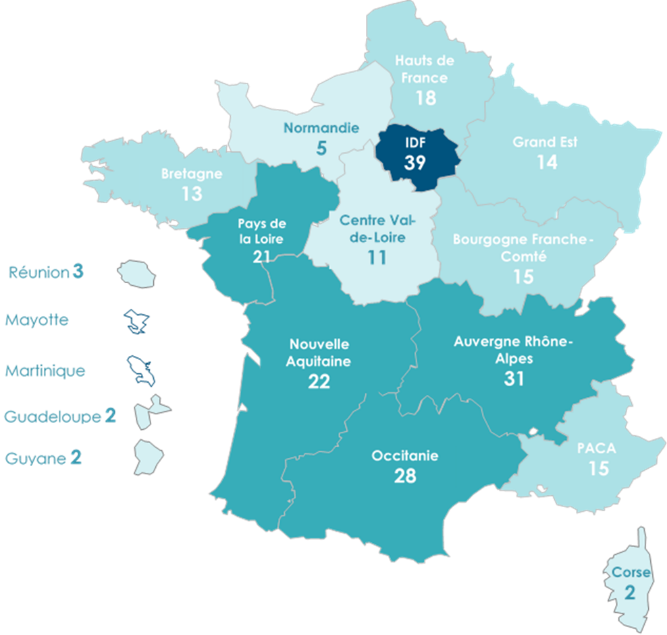 Hauts de
France
18
Normandie
5
IDF
39
Grand Est
14
Bretagne
13
Pays de
la Loire
21
Centre Val-
de-Loire
11
Bourgogne Franche-
Comté
15
Réunion 3
Mayotte
Martinique
Guadeloupe 2
Guyane 2
Nouvelle
Aquitaine
22
Auvergne Rhône-
Alpes
31
Occitanie
28
PACA
15
Corse
2